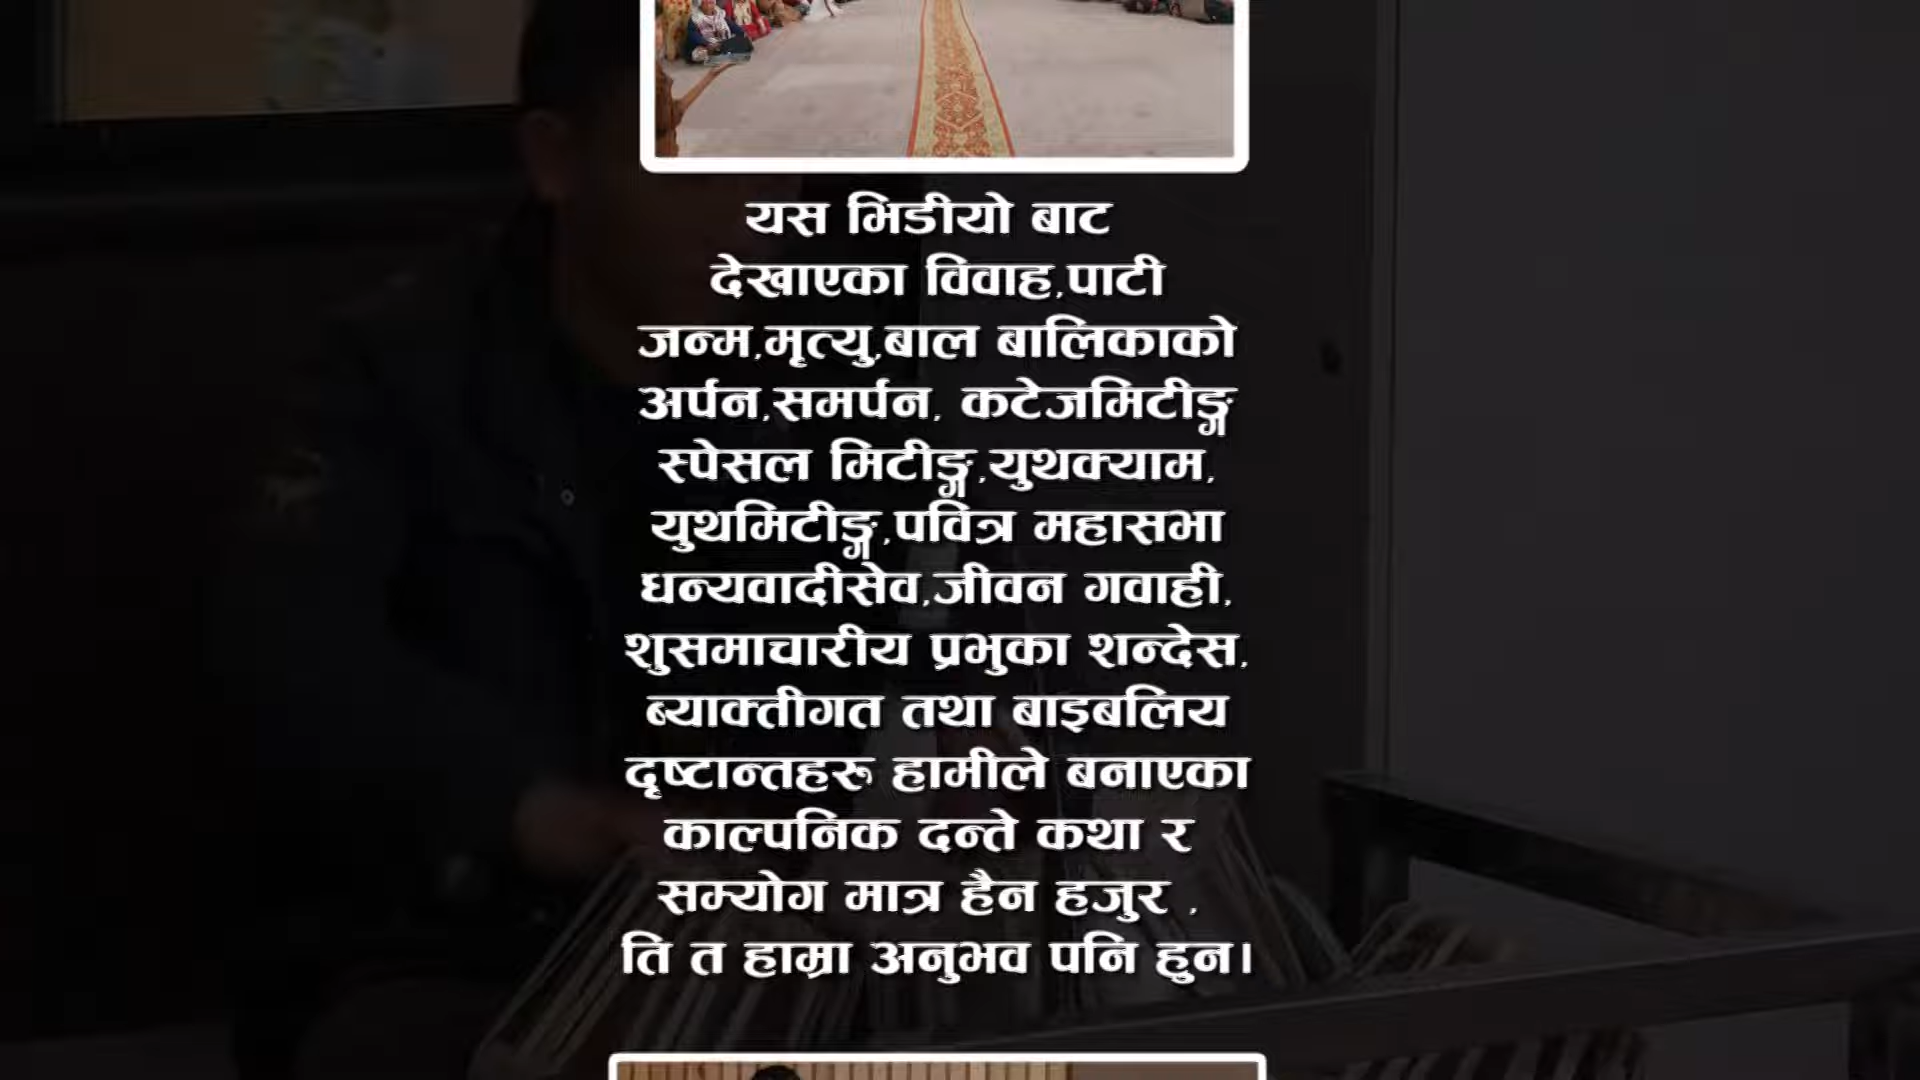 यस भिडीयो बाट
देखाएका विवाह,पाटी
जन्म,मृत्यु,बाल बालिकाको
अर्पन,समर्पन, कटेजमिटीङ्ग
स्पेसल मिटीङ्ग,युथक्याम,
युथमिटीङ्ग,पवित्र महासभा
धन्यवादीसेव,जीवन गवाही,
शुसमाचारीय प्रभुका शन्देस,
ब्याक्तीगत तथा बाइबलिय
दृष्टान्तहरु हामीले बनाएका
काल्पनिक दन्ते कथा र
सम्योग मात्र हैन हजुर ,
ति त हाम्रा अनुभव पनि हुन।